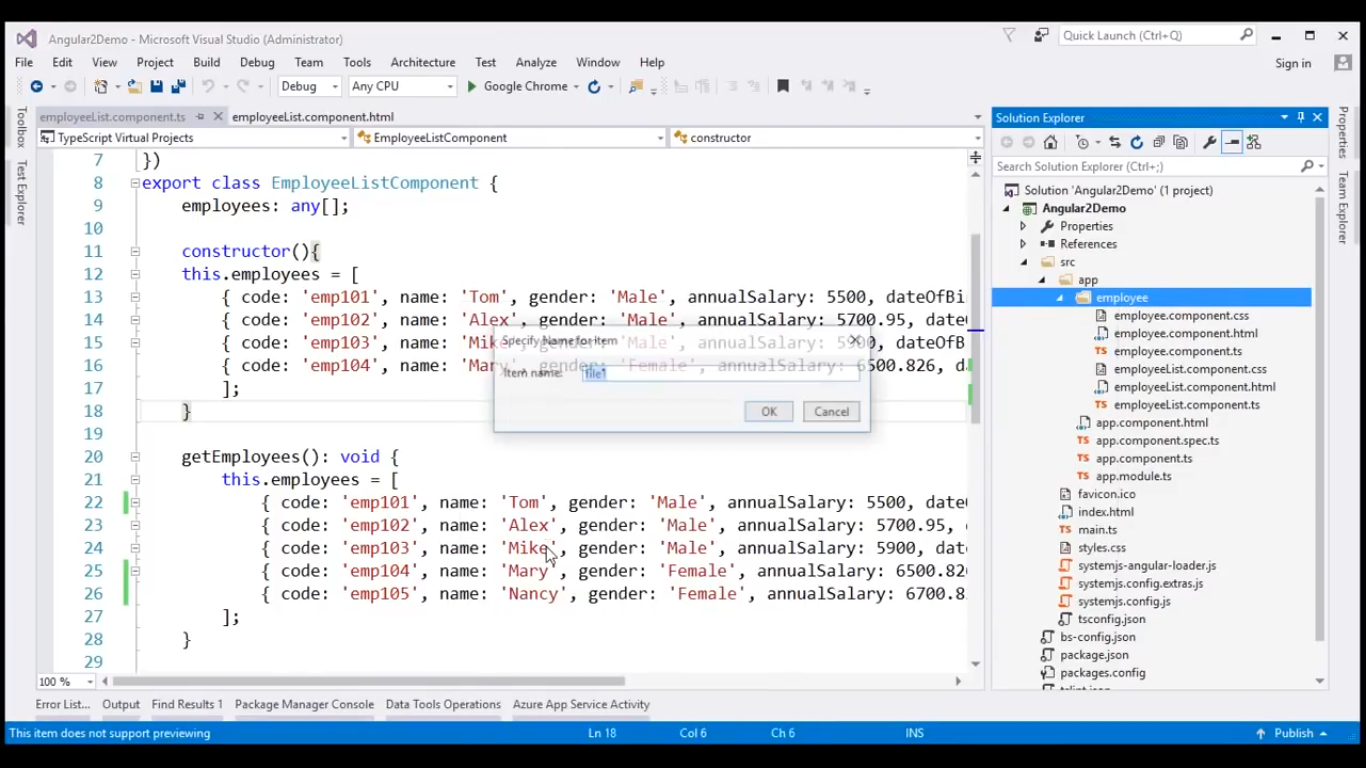 Angular2Demo - Microsoft Visual Studio (Administrator)
Quick Launch (Ctrl+Q)
File Edit View Project Build Debug Team Tools Architecture Test Analyze Window Help
Sign in
Debug Any CPU Google Chrome
employeeList.component.ts employeeList.component.html
TypeScript Virtual Projects EmployeeListComponent constructor
Toolbox
Test Explorer
7 })
8 export class EmployeeListComponent {
9 employees: any[];
10
11 constructor(){
12 this.employees = [
13 { code: 'emp101', name: 'Tom', gender: 'Male', annualSalary: 5500, dateOfBi
14 { code: 'emp102', name: 'Alex', gender: 'Male', annualSalary: 5700.95, date
15 { code: 'emp103', name: 'Mike', gender: 'Male', annualSalary: 5900, dateOfB
16 { code: 'emp104', name: 'Mary', gender: 'Female', annualSalary: 6500.826, d
17 ];
18 }
19
20 getEmployees(): void {
21 this.employees = [
22 { code: 'emp101', name: 'Tom', gender: 'Male', annualSalary: 5500, date
23 { code: 'emp102', name: 'Alex', gender: 'Male', annualSalary: 5700.95,
24 { code: 'emp103', name: 'Mike', gender: 'Male', annualSalary: 5900, dat
25 { code: 'emp104', name: 'Mary', gender: 'Female', annualSalary: 6500.82
26 { code: 'emp105', name: 'Nancy', gender: 'Female', annualSalary: 6700.8
27 ];
28 }
29
Specify Name for Item
Item name: file1
OK Cancel
100 %
Solution Explorer
Search Solution Explorer (Ctrl+;)
Solution 'Angular2Demo' (1 project)
Angular2Demo
Properties
References
src
app
employee
employee.component.css
employee.component.html
TS employee.component.ts
employeeList.component.css
employeeList.component.html
TS employeeList.component.ts
app.component.html
TS app.component.spec.ts
TS app.component.ts
TS app.module.ts
favicon.ico
index.html
TS main.ts
styles.css
systemjs-angular-loader.js
systemjs.config.extras.js
systemjs.config.js
tsconfig.json
bs-config.json
package.json
packages.config
Properties
Team Explorer
Error List... Output Find Results 1 Package Manager Console Data Tools Operations Azure App Service Activity
This item does not support previewing Ln 18 Col 6 Ch 6 INS Publish